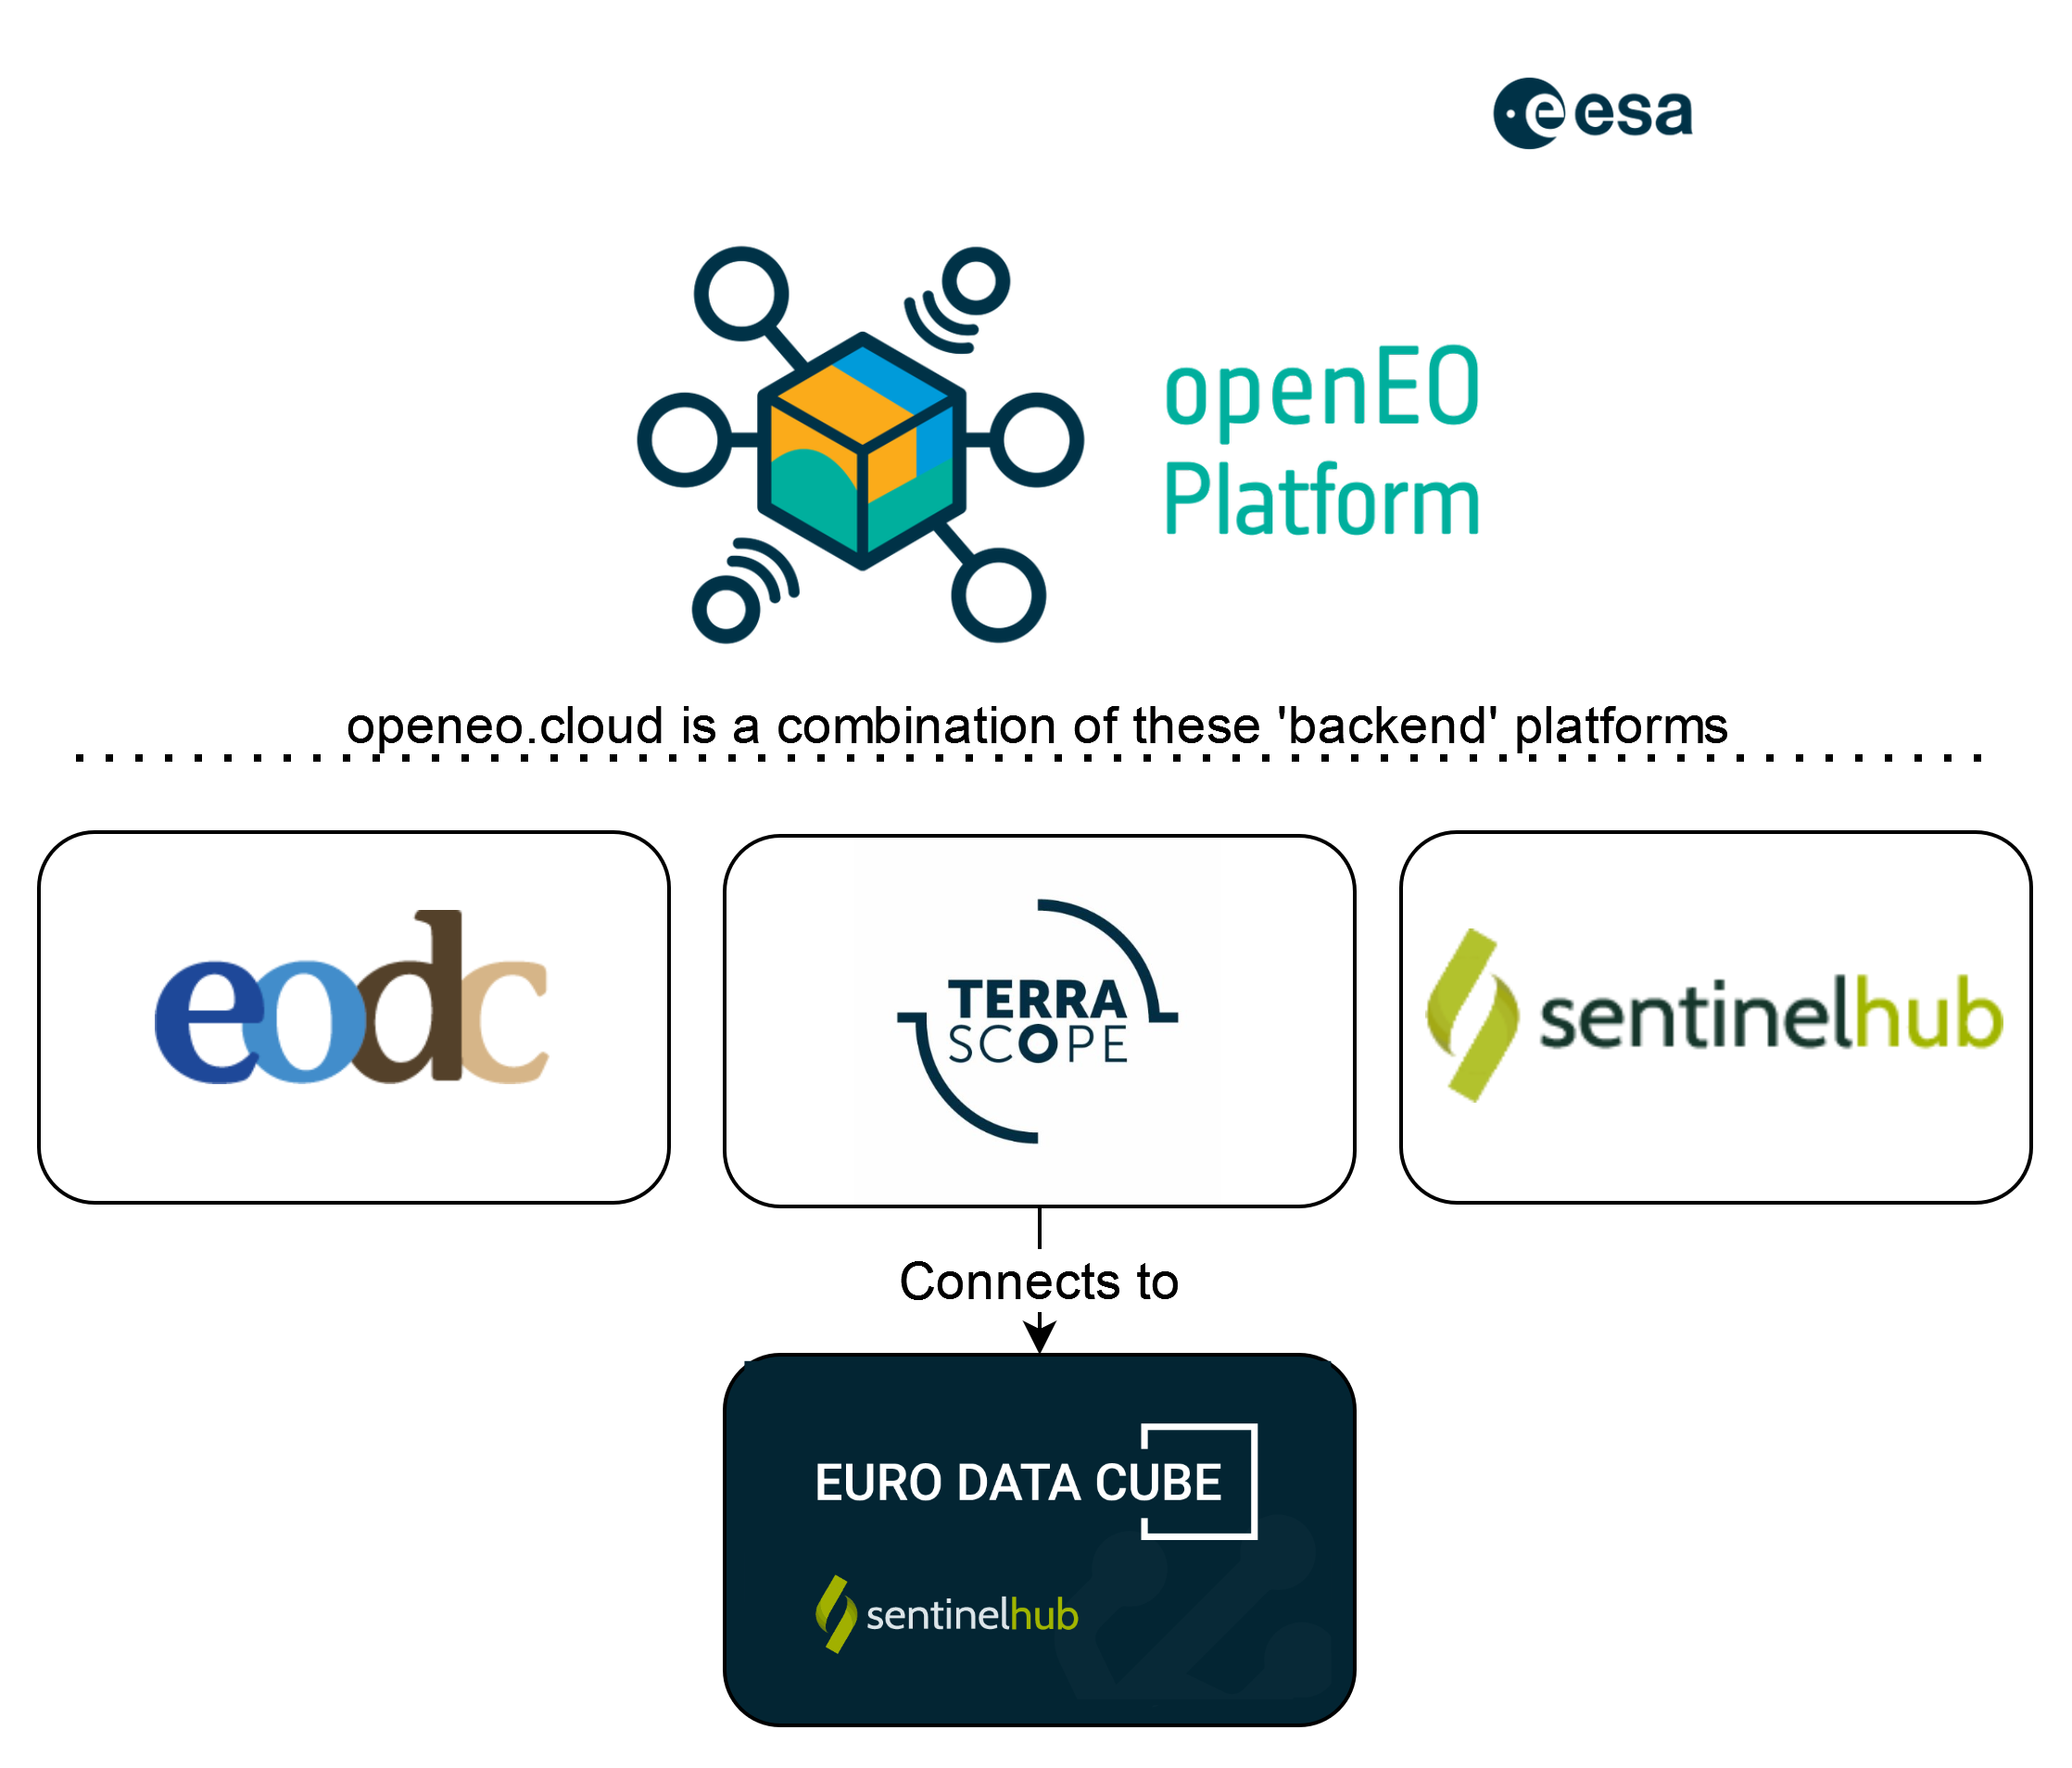 esa
openEO
Platform
openeo.cloud is a combination of these 'backend' platforms
eodc
TERRA
SCOPE
sentinelhub
Connects to
EURO DATA CUBE
sentinelhub